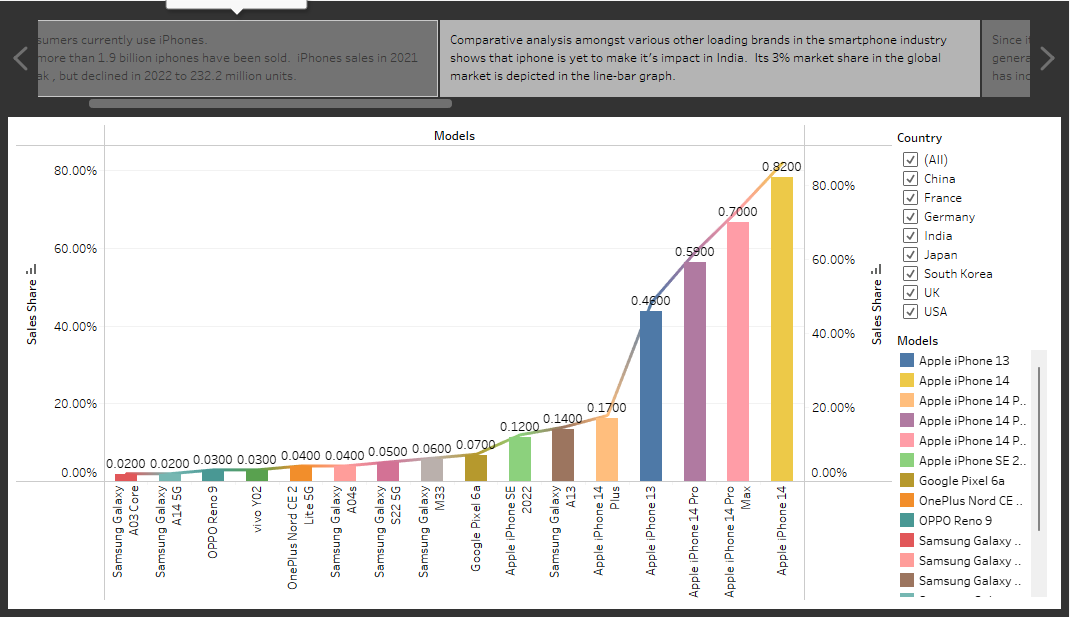 sumers currently use iPhones.
more than 1.9 billion iphones have been sold. iPhones sales in 2021
ak , but declined in 2022 to 232.2 million units.
Comparative analysis amongst various other loading brands in the smartphone industry
shows that iphone is yet to make it's impact in India. Its 3% market share in the global
market is depicted in the line-bar graph.
Since
genera
has inc
Models
Sales Share
80.00%
60.00%
40.00%
20.00%
0.00%
0.0200
0.0200
0.0300
0.0300
0.0400
0.0400
0.0500
0.0600
0.0700
0.1200
0.1400
0.1700
0.4600
0.5900
0.7000
0.8200
Samsung Galaxy
A03 Core
Samsung Galaxy
A14 5G
OPPO Reno 9
vivo Y02
OnePlus Nord CE 2
Lite 5G
Samsung Galaxy
A04s
Samsung Galaxy
S22 5G
Samsung Galaxy
M33
Google Pixel 6a
Apple iPhone SE
2022
Samsung Galaxy
A13
Apple iPhone 14
Plus
Apple iPhone 13
Apple iPhone 14 Pro
Apple iPhone 14 Pro
Max
Apple iPhone 14
80.00%
60.00%
40.00%
20.00%
0.00%
Sales Share
Country
(All)
China
France
Germany
India
Japan
South Korea
UK
USA
Models
Apple iPhone 13
Apple iPhone 14
Apple iPhone 14 P..
Apple iPhone 14 P..
Apple iPhone 14 P..
Apple iPhone SE 2..
Google Pixel 6a
OnePlus Nord CE ..
OPPO Reno 9
Samsung Galaxy ..
Samsung Galaxy ..
Samsung Galaxy ..